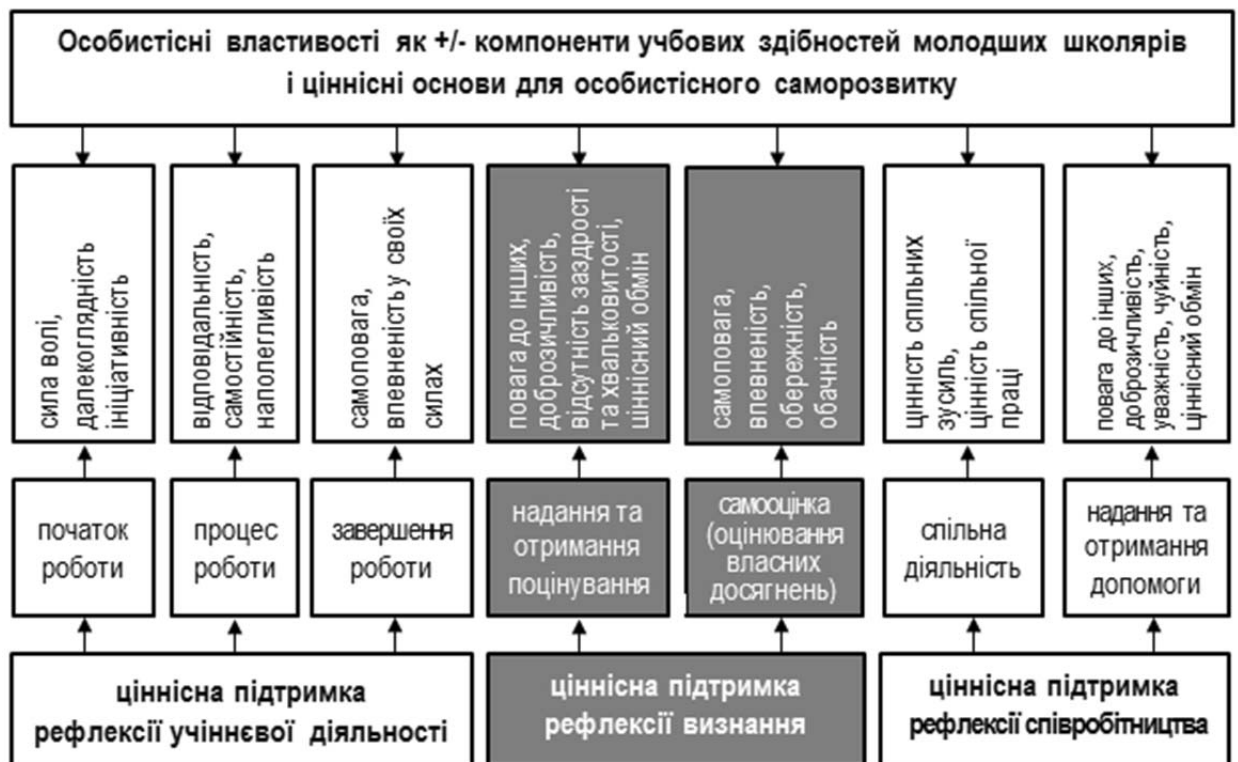 Особистісні властивості як +/- компоненти учбових здібностей молодших школярів
і ціннісні основи для особистісного саморозвитку
сила волі,
далекоглядність
ініціативність
відповідальність,
самостійність,
наполегливість
самоповага,
впевненість у своїх
силах
повага до інших,
доброзичливість,
відсутність заздрості
та хвальковитості,
ціннісний обмін
самоповага,
впевненість,
обережність,
обачність
цінність спільних
зусиль,
цінність спільної
праці
повага до інших,
доброзичливість,
уважність, чуйність,
ціннісний обмін
початок
роботи
процес
роботи
завершення
роботи
надання та
отримання
поцінування
самооцінка
(оцінювання
власних
досягнень)
спільна
діяльність
надання та
отримання
допомоги
ціннісна підтримка
рефлексії учіннєвої діяльності
ціннісна підтримка
рефлексії визнання
ціннісна підтримка
рефлексії співробітництва